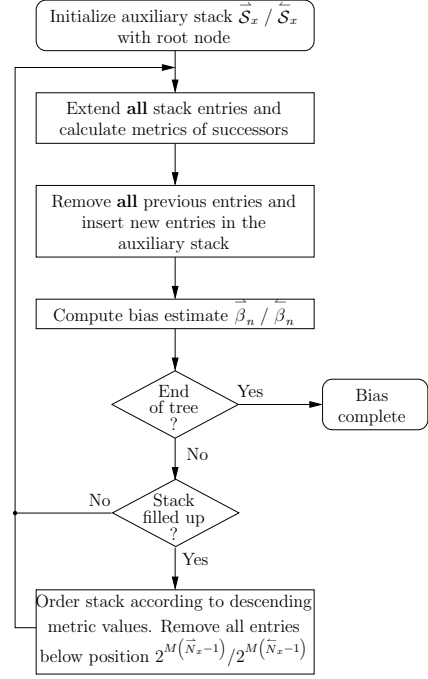 Initialize auxiliary stack $\vec{\mathcal{S}}_x$ / $\overleftarrow{\mathcal{S}}_x$
with root node
Extend all stack entries and
calculate metrics of successors
Remove all previous entries and
insert new entries in the
auxiliary stack
Compute bias estimate $\vec{\beta}_n$ / $\overleftarrow{\beta}_n$
End
of tree
?
Yes
Bias
complete
No
Stack
filled up
?
No
Yes
Order stack according to descending
metric values. Remove all entries
below position $2^{M(\vec{N}_x-1)}/2^{M(\overleftarrow{N}_x-1)}$